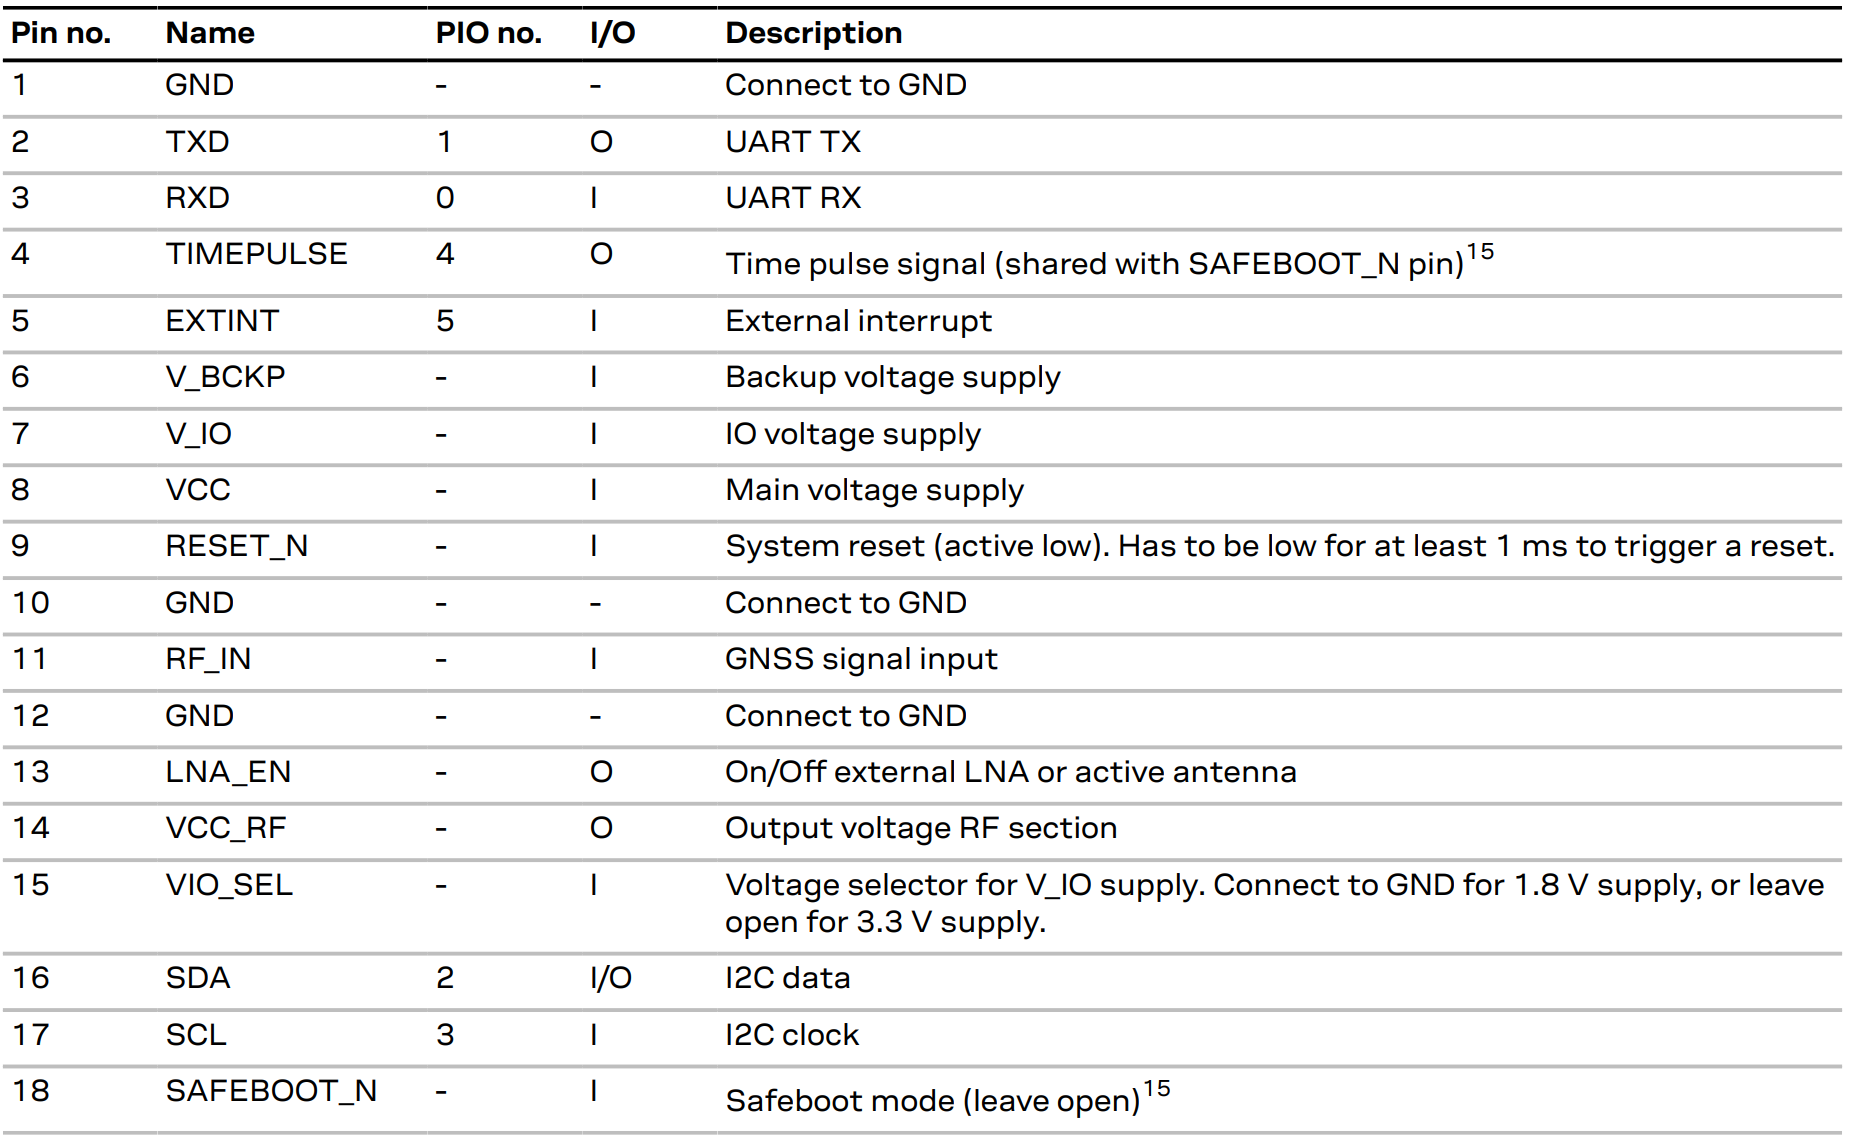 Pin no. Name PIO no. I/O Description
1 GND - - Connect to GND
2 TXD 1 O UART TX
3 RXD 0 I UART RX
4 TIMEPULSE 4 O Time pulse signal (shared with SAFEBOOT_N pin)15
5 EXTINT 5 I External interrupt
6 V_BCKP - I Backup voltage supply
7 V_IO - I IO voltage supply
8 VCC - I Main voltage supply
9 RESET_N - I System reset (active low). Has to be low for at least 1 ms to trigger a reset.
10 GND - - Connect to GND
11 RF_IN - I GNSS signal input
12 GND - - Connect to GND
13 LNA_EN - O On/Off external LNA or active antenna
14 VCC_RF - O Output voltage RF section
15 VIO_SEL - I Voltage selector for V_IO supply. Connect to GND for 1.8 V supply, or leave
open for 3.3 V supply.
16 SDA 2 I/O I2C data
17 SCL 3 I I2C clock
18 SAFEBOOT_N - I Safeboot mode (leave open)15